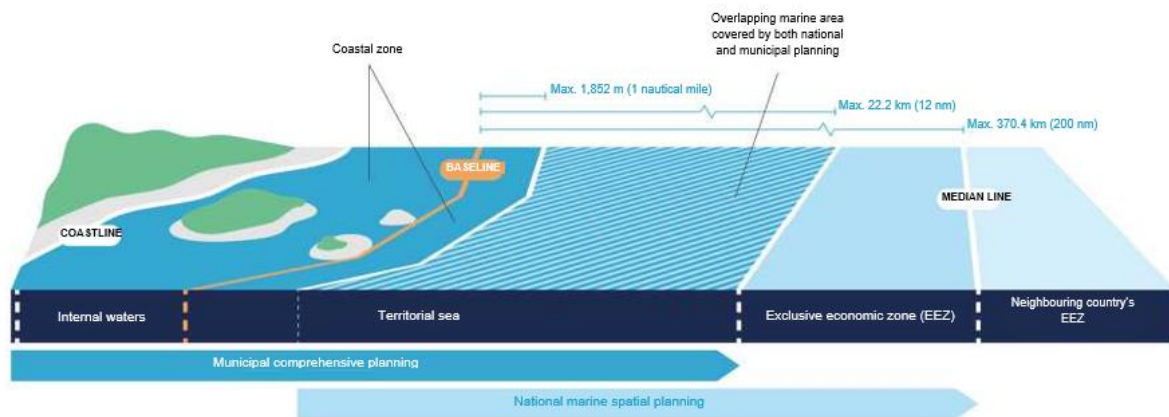 Overlapping marine area
covered by both national
and municipal planning
Coastal zone
Max. 1,852 m (1 nautical mile)
Max. 22.2 km (12 nm)
Max. 370.4 km (200 nm)
BASELINE
MEDIAN LINE
COASTLINE
Internal waters
Territorial sea
Exclusive economic zone (EEZ)
Neighbouring country's
EEZ
Municipal comprehensive planning
National marine spatial planning